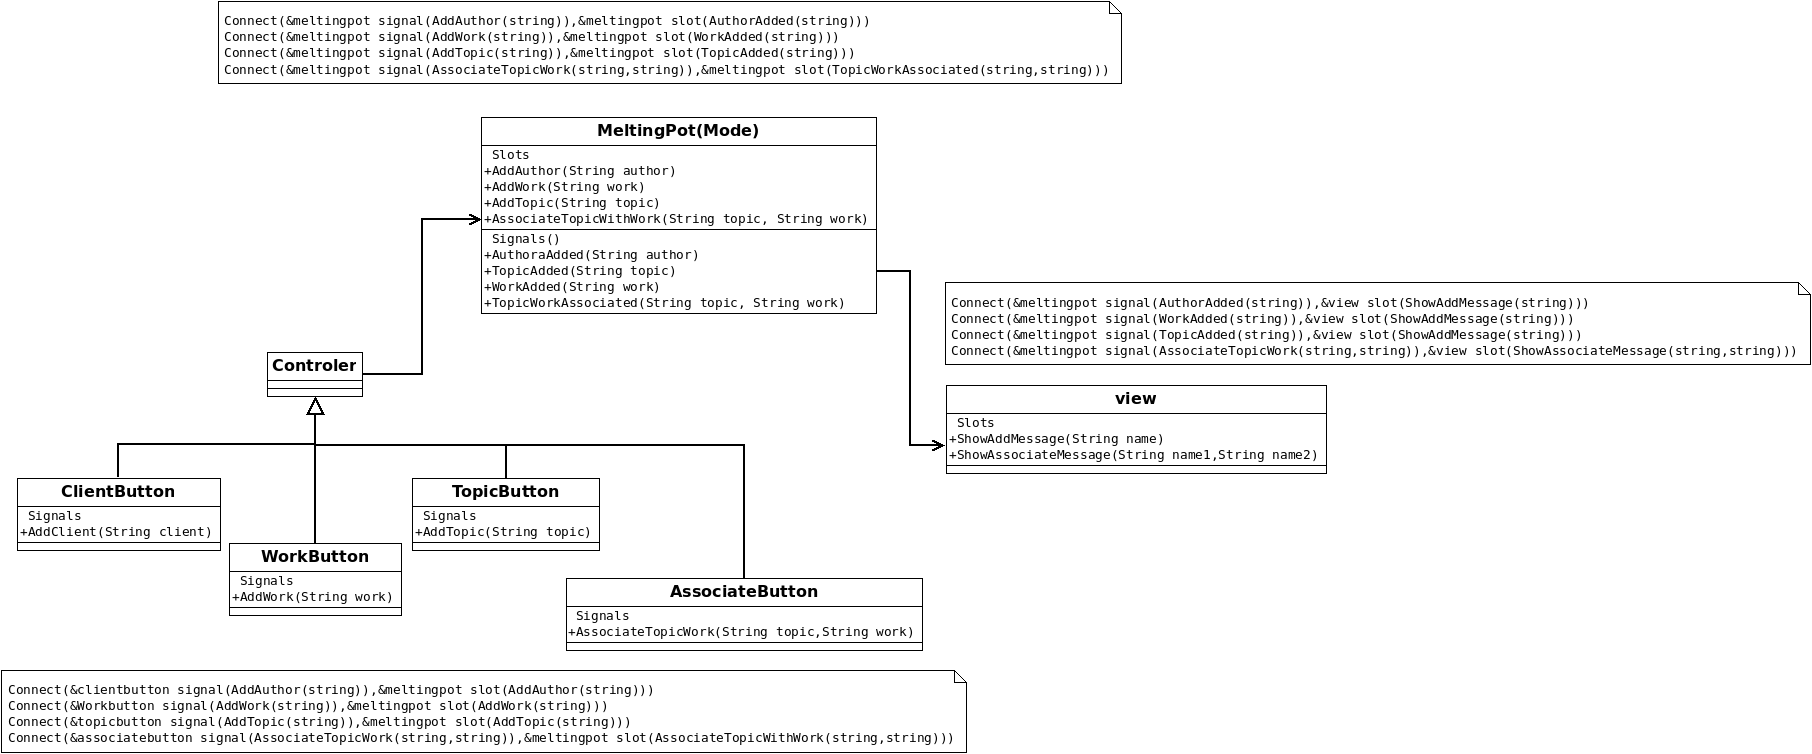 Connect(&meltingpot signal(AddAuthor(string)),&meltingpot slot(AuthorAdded(string)))
Connect(&meltingpot signal(AddWork(string)),&meltingpot slot(WorkAdded(string)))
Connect(&meltingpot signal(AddTopic(string)),&meltingpot slot(TopicAdded(string)))
Connect(&meltingpot signal(AssociateTopicWork(string,string)),&meltingpot slot(TopicWorkAssociated(string,string)))
MeltingPot(Mode)
Slots
+AddAuthor(String author)
+AddWork(String work)
+AddTopic(String topic)
+AssociateTopicWithWork(String topic, String work)
Signals()
+AuthoraAdded(String author)
+TopicAdded(String topic)
+WorkAdded(String work)
+TopicWorkAssociated(String topic, String work)
Connect(&meltingpot signal(AuthorAdded(string)),&view slot(ShowAddMessage(string)))
Connect(&meltingpot signal(WorkAdded(string)),&view slot(ShowAddMessage(string)))
Connect(&meltingpot signal(TopicAdded(string)),&view slot(ShowAddMessage(string)))
Connect(&meltingpot signal(AssociateTopicWork(string,string)),&view slot(ShowAssociateMessage(string,string)))
Controler
view
Slots
+ShowAddMessage(String name)
+ShowAssociateMessage(String name1,String name2)
ClientButton
Signals
+AddClient(String client)
WorkButton
Signals
+AddWork(String work)
TopicButton
Signals
+AddTopic(String topic)
AssociateButton
Signals
+AssociateTopicWork(String topic,String work)
Connect(&clientbutton signal(AddAuthor(string)),&meltingpot slot(AddAuthor(string)))
Connect(&Workbutton signal(AddWork(string)),&meltingpot slot(AddWork(string)))
Connect(&topicbutton signal(AddTopic(string)),&meltingpot slot(AddTopic(string)))
Connect(&associatebutton signal(AssociateTopicWork(string,string)),&meltingpot slot(AssociateTopicWithWork(string,string)))